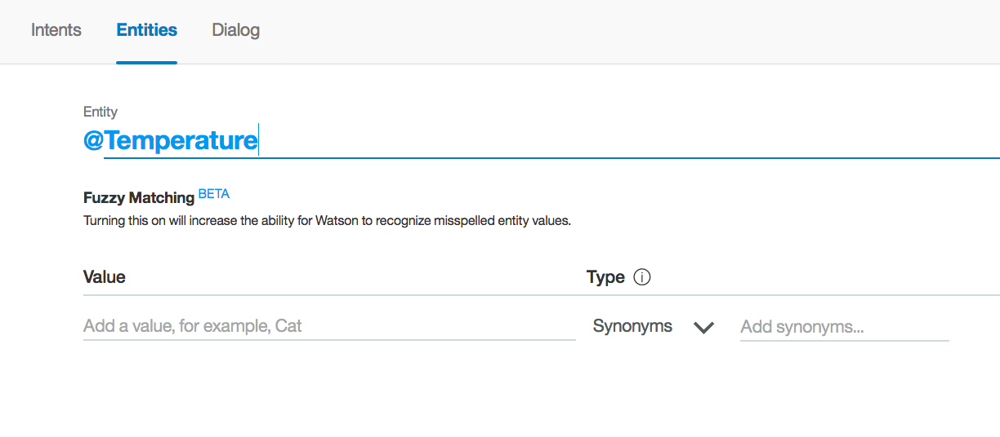 Intents Entities Dialog
Entity
@Temperature
Fuzzy Matching BETA
Turning this on will increase the ability for Watson to recognize misspelled entity values.
Value Type
Add a value, for example, Cat Synonyms Add synonyms...